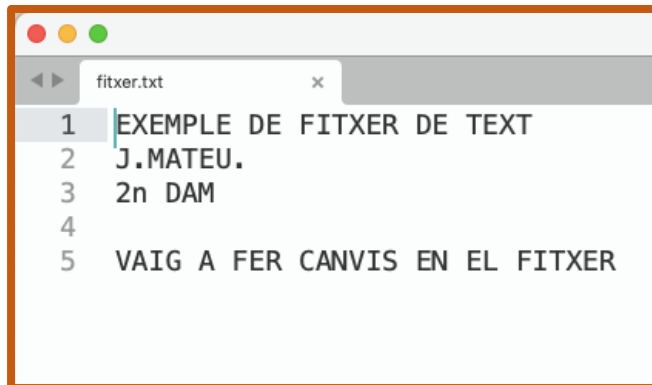 fitxer.txt
1 EXEMPLE DE FITXER DE TEXT
2 J.MATEU.
3 2n DAM
4
5 VAIG A FER CANVIS EN EL FITXER